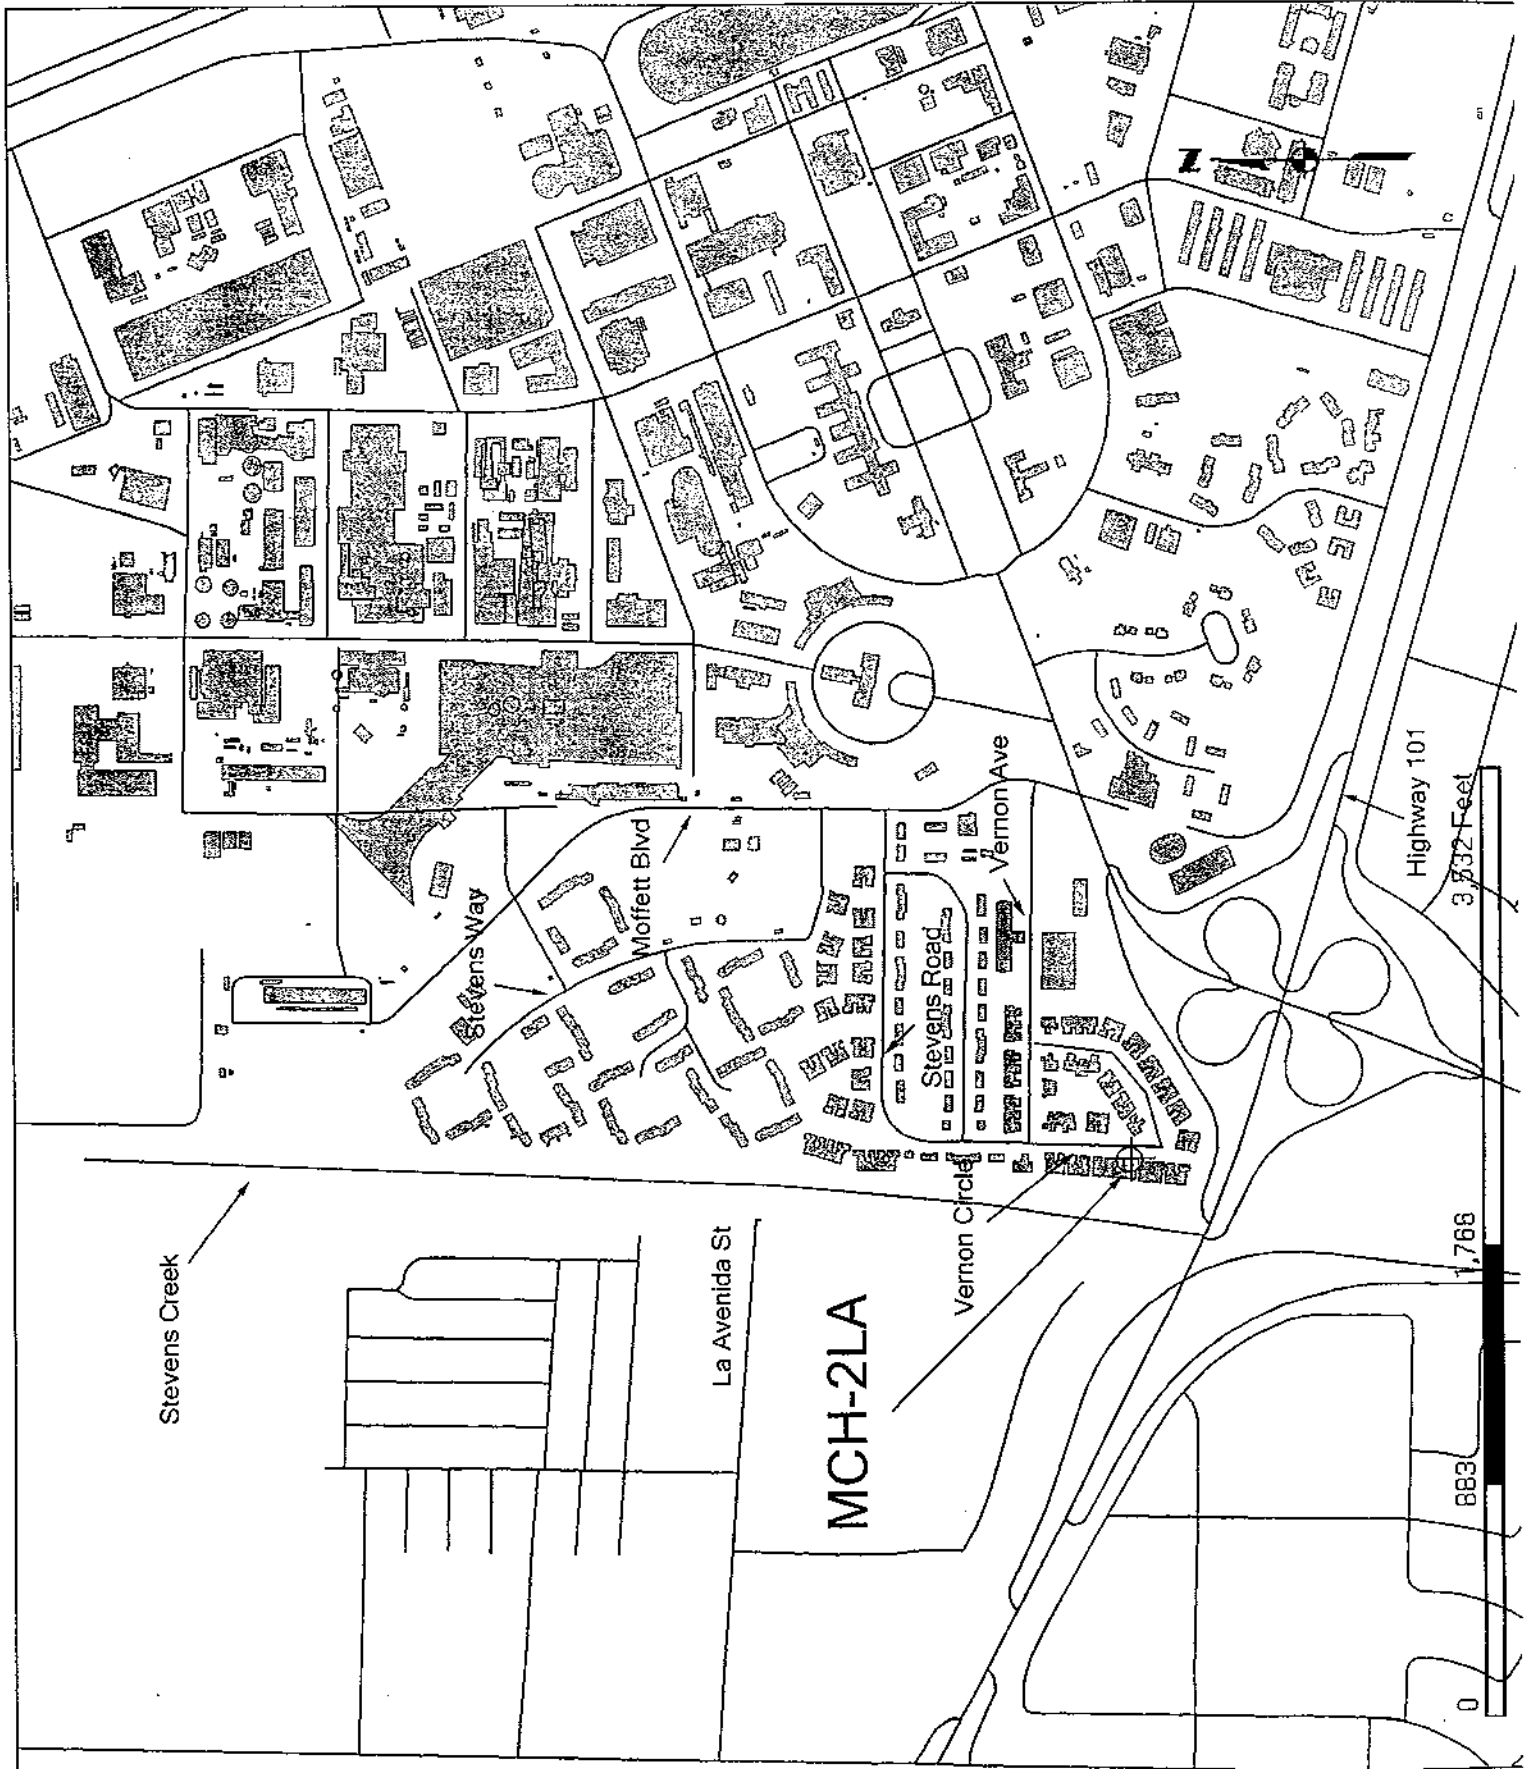 Stevens Creek
Stevens Way
Moffett Blvd
La Avenida St
MCH-2LA
Stevens Road
Vernon Ave
Vernon Circle
Highway 101
N
0
883
1,766
3,532 Feet